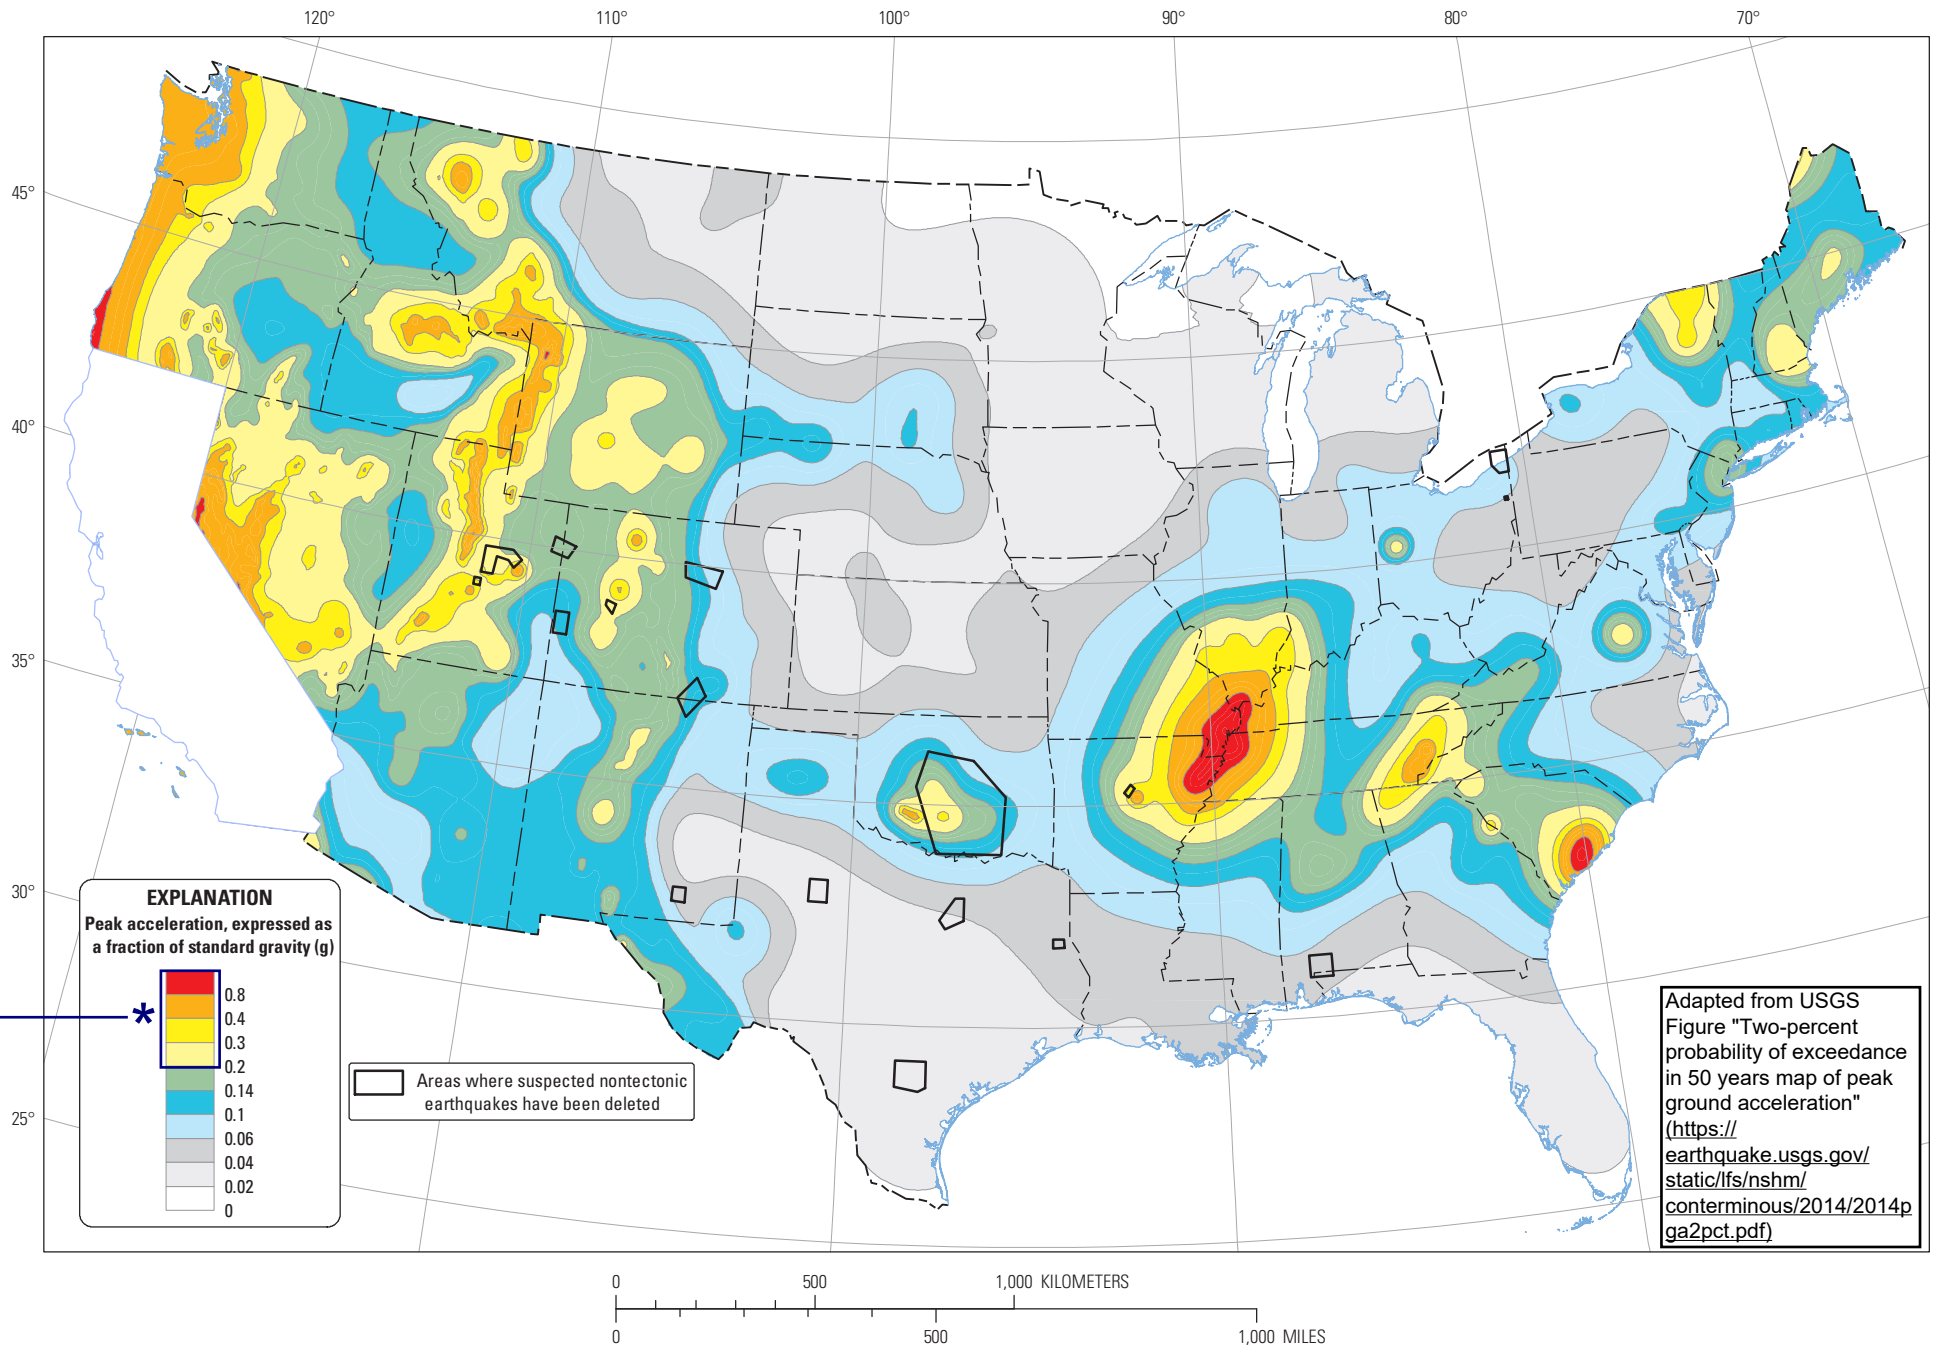 120°
110°
100°
90°
80°
70°
45°
40°
35°
30°
25°
EXPLANATION
Peak acceleration, expressed as
a fraction of standard gravity (g)
*
0.8
0.4
0.3
0.2
0.14
0.1
0.06
0.04
0.02
0
Areas where suspected nontectonic
earthquakes have been deleted
Adapted from USGS
Figure "Two-percent
probability of exceedance
in 50 years map of peak
ground acceleration"
(https://
earthquake.usgs.gov/
static/lfs/nshm/
conterminous/2014/2014p
ga2pct.pdf)
0 500 1,000 KILOMETERS
0 500 1,000 MILES